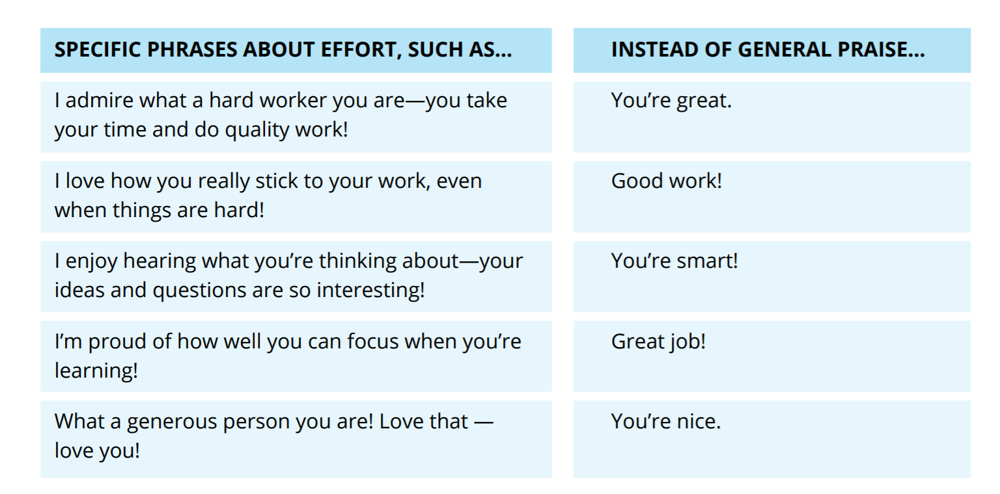 SPECIFIC PHRASES ABOUT EFFORT, SUCH AS...
INSTEAD OF GENERAL PRAISE...
I admire what a hard worker you are—you take
your time and do quality work!
You’re great.
I love how you really stick to your work, even
when things are hard!
Good work!
I enjoy hearing what you’re thinking about—your
ideas and questions are so interesting!
You’re smart!
I’m proud of how well you can focus when you’re
learning!
Great job!
What a generous person you are! Love that —
love you!
You’re nice.